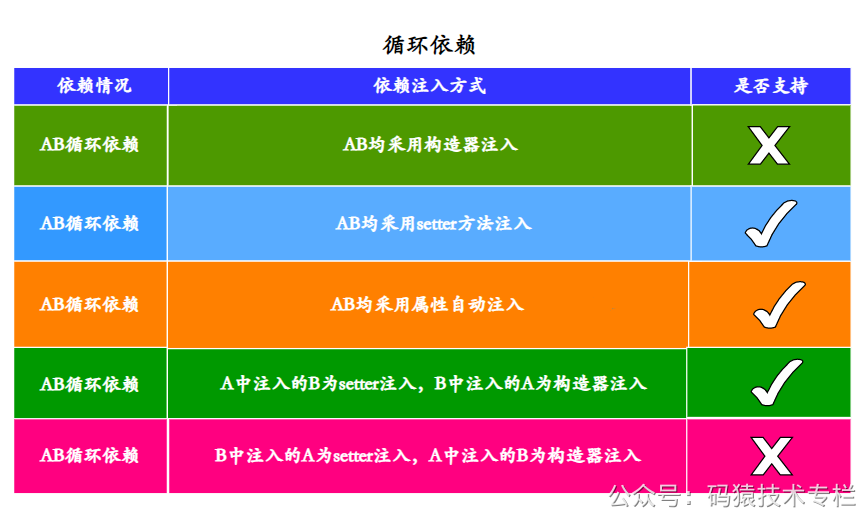 循环依赖
依赖情况 依赖注入方式 是否支持
AB循环依赖 AB均采用构造器注入
AB循环依赖 AB均采用setter方法注入
AB循环依赖 AB均采用属性自动注入
AB循环依赖 A中注入的B为setter注入，B中注入的A为构造器注入
AB循环依赖 B中注入的A为setter注入，A中注入的B为构造器注入
公众号：码猿技术专栏